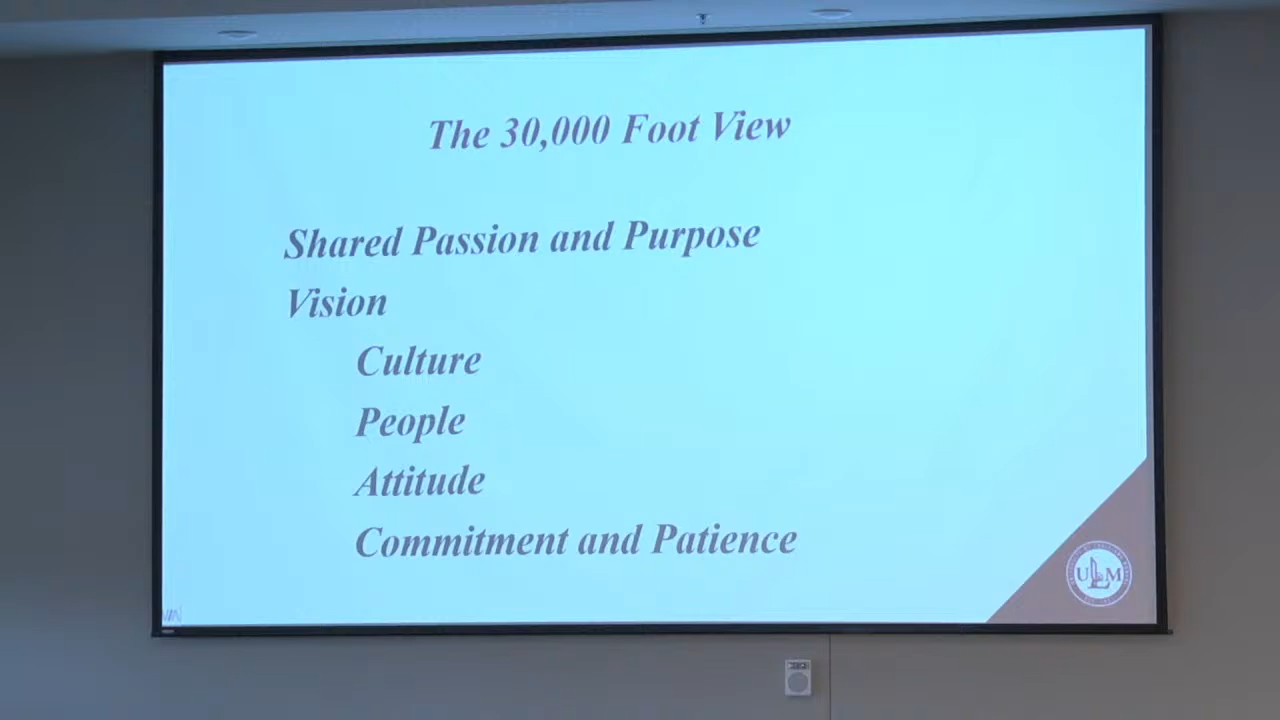 The 30,000 Foot View
Shared Passion and Purpose
Vision
Culture
People
Attitude
Commitment and Patience
ULM